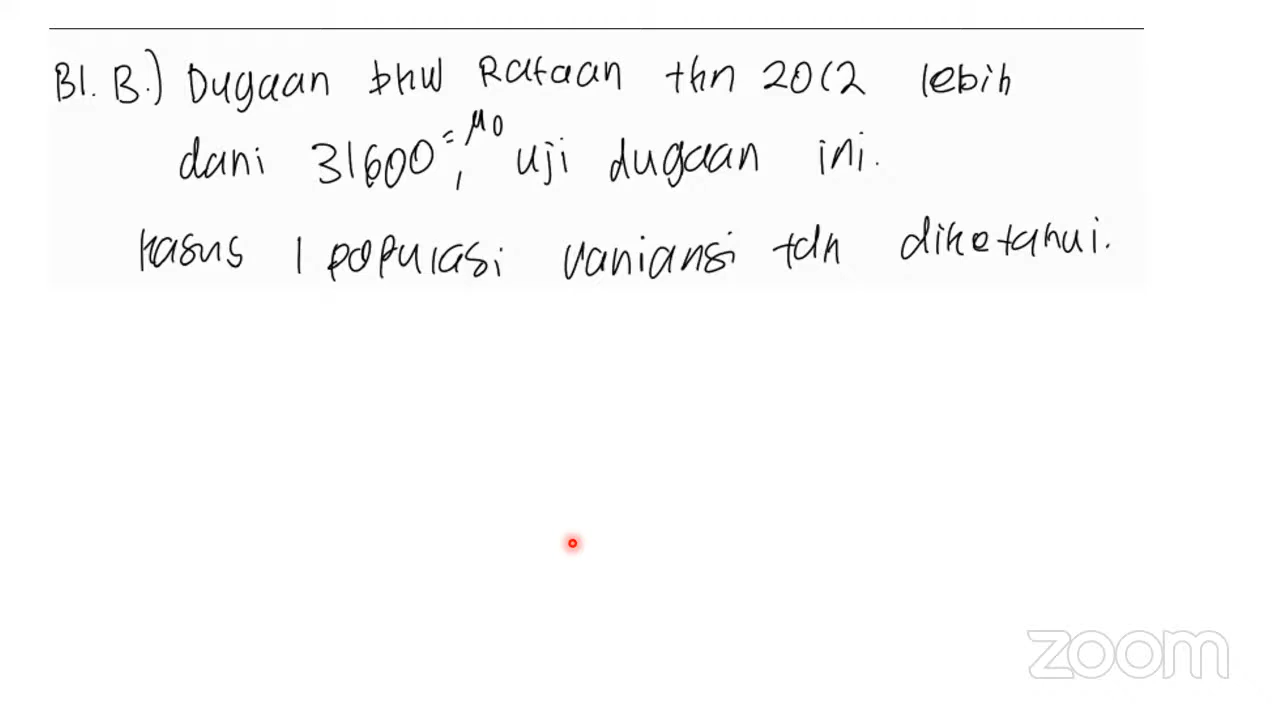 B1. B.) Dugaan bhw Rataan thn 2012 lebih
dari 31600 = μ0, uji dugaan ini.
kasus 1 populasi variansi tdk diketahui.
zoom